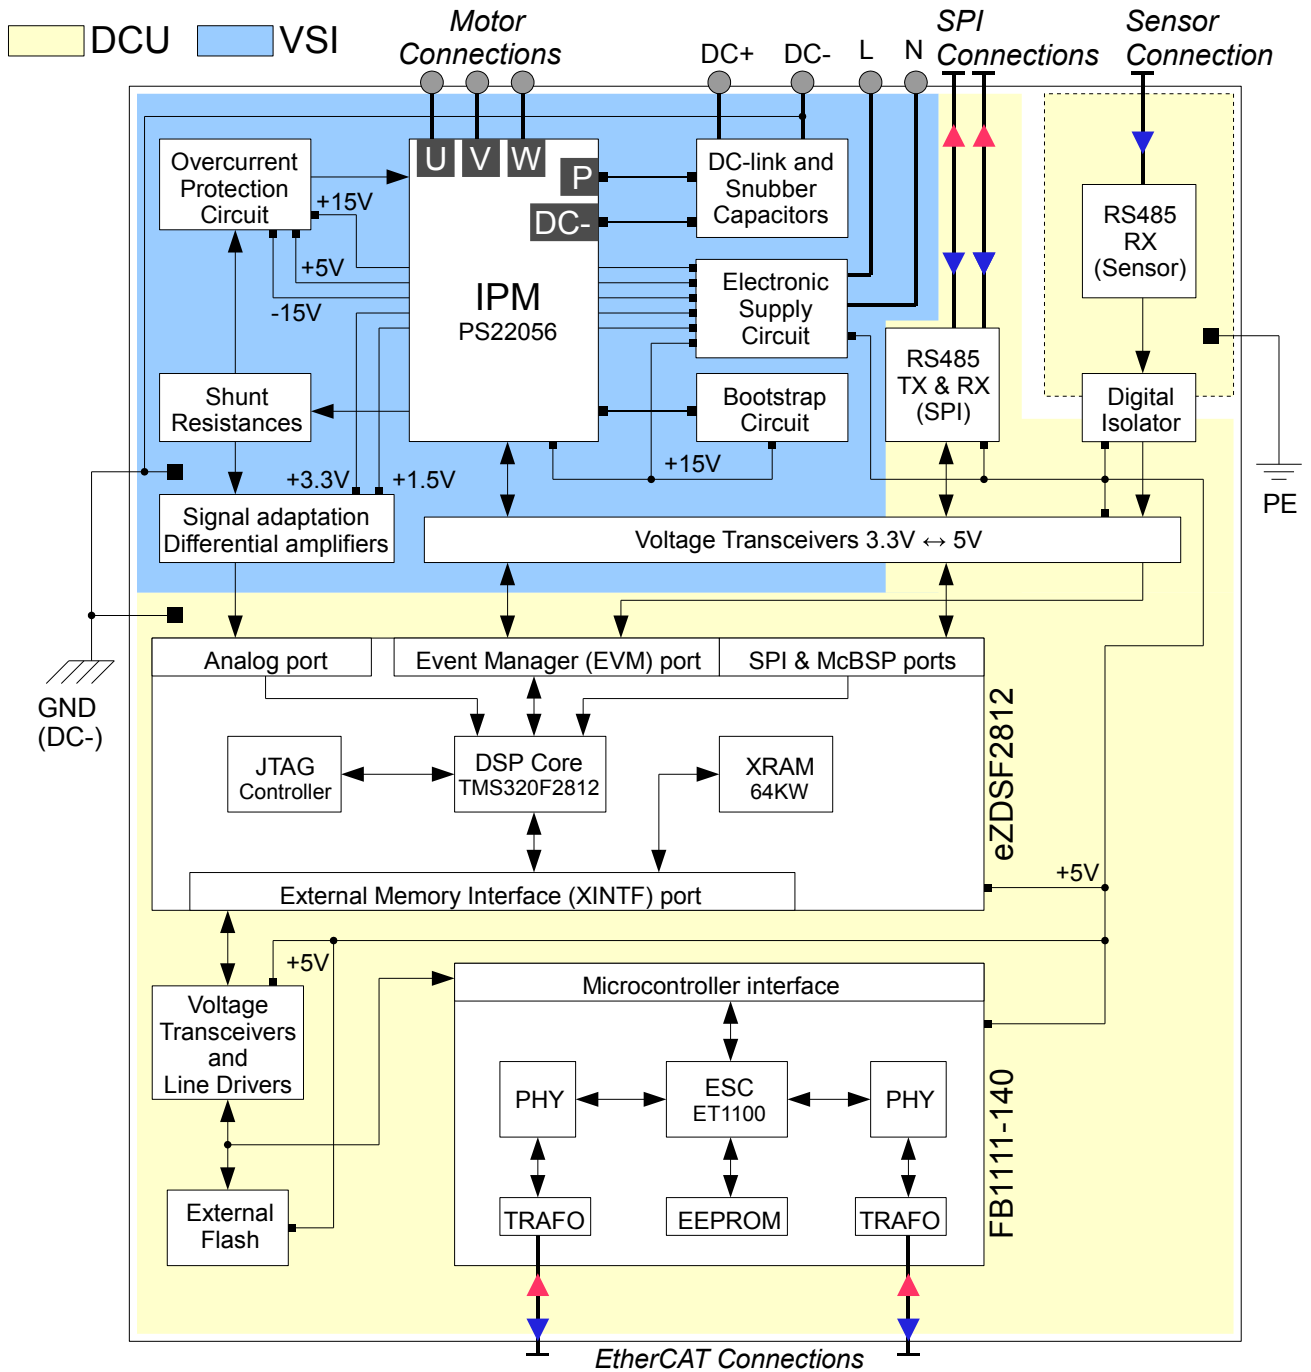 DCU
VSI
Motor
Connections
DC+
DC-
L
N
SPI
Connections
Sensor
Connection
U
V
W
P
DC-
Overcurrent
Protection
Circuit
+15V
+5V
-15V
IPM
PS22056
DC-link and
Snubber
Capacitors
Electronic
Supply
Circuit
RS485
RX
(Sensor)
RS485
TX & RX
(SPI)
Digital
Isolator
Shunt
Resistances
Bootstrap
Circuit
+3.3V
+1.5V
+15V
PE
Signal adaptation
Differential amplifiers
Voltage Transceivers 3.3V ↔ 5V
GND
(DC-)
Analog port
Event Manager (EVM) port
SPI & McBSP ports
JTAG
Controller
DSP Core
TMS320F2812
XRAM
64KW
eZDSF2812
External Memory Interface (XINTF) port
+5V
+5V
Voltage
Transceivers
and
Line Drivers
Microcontroller interface
PHY
ESC
ET1100
PHY
FB1111-140
External
Flash
TRAFO
EEPROM
TRAFO
EtherCAT Connections